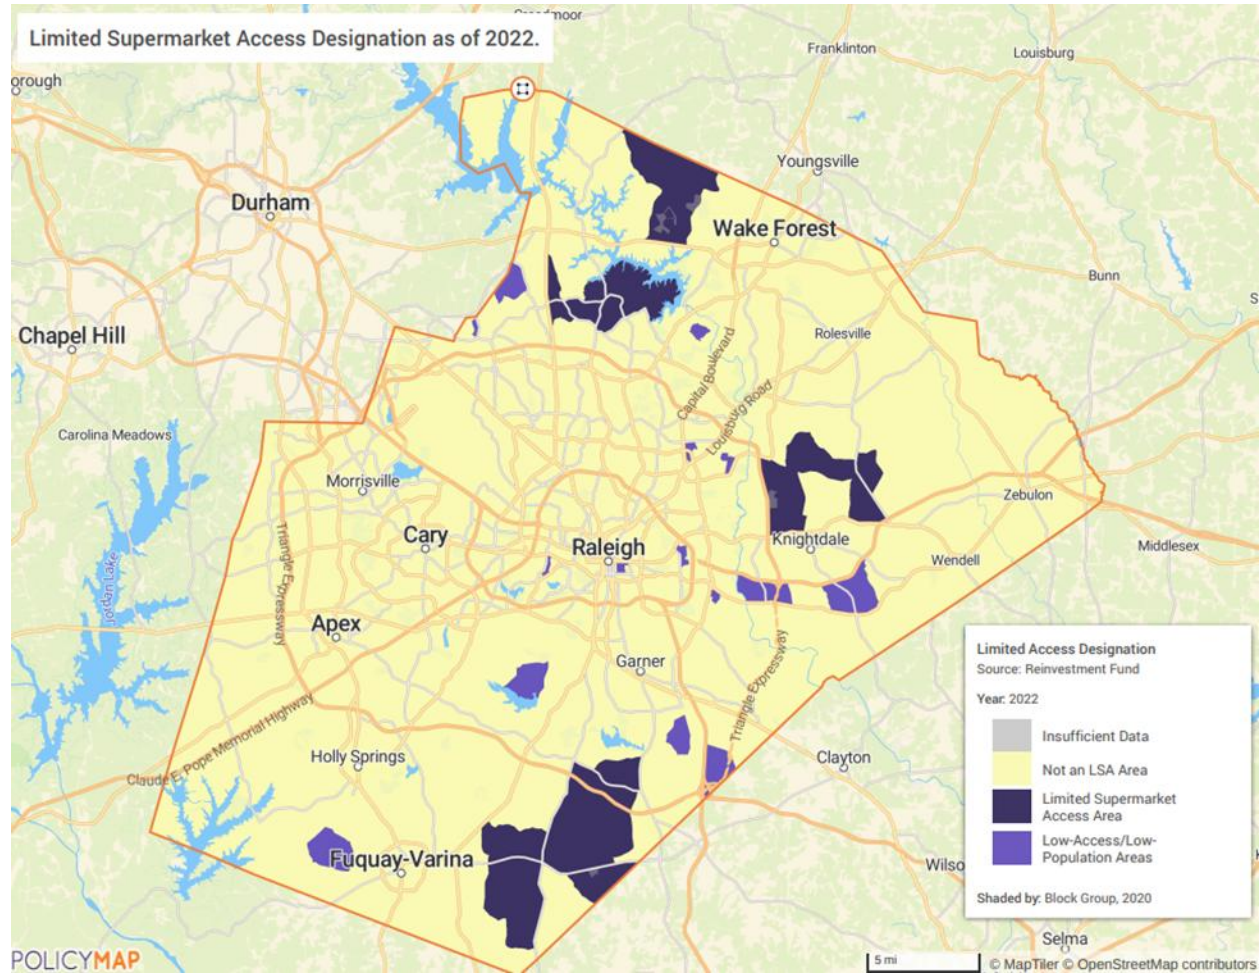 Limited Supermarket Access Designation as of 2022.
Creedmoor
Franklinton
Louisburg
orough
Youngsville
Durham
Wake Forest
Bunn
S
Chapel Hill
Rolesville
Capital Boulevard
Louisburg Road
Carolina Meadows
Morrisville
Zebulon
Cary
Raleigh
Knightdale
Middlesex
Wendell
Triangle Expressway
Jordan Lake
Apex
Garner
Triangle Expressway
Claude E. Pope Memorial Highway
Holly Springs
Clayton
Fuquay-Varina
Wilso
Limited Access Designation
Source: Reinvestment Fund
Year: 2022
Insufficient Data
Not an LSA Area
Limited Supermarket
Access Area
Low-Access/Low-
Population Areas
Shaded by: Block Group, 2020
Selma
POLICYMAP
5 mi
© MapTiler © OpenStreetMap contributors